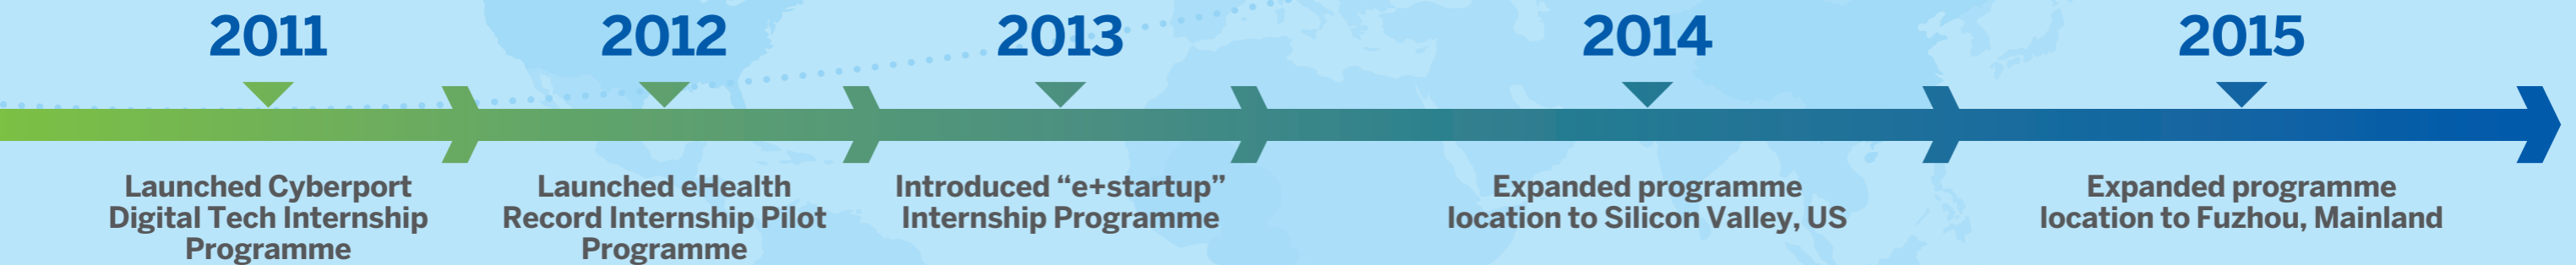 2011
2012
2013
2014
2015
Launched Cyberport
Digital Tech Internship
Programme
Launched eHealth
Record Internship Pilot
Programme
Introduced “e+startup”
Internship Programme
Expanded programme
location to Silicon Valley, US
Expanded programme
location to Fuzhou, Mainland